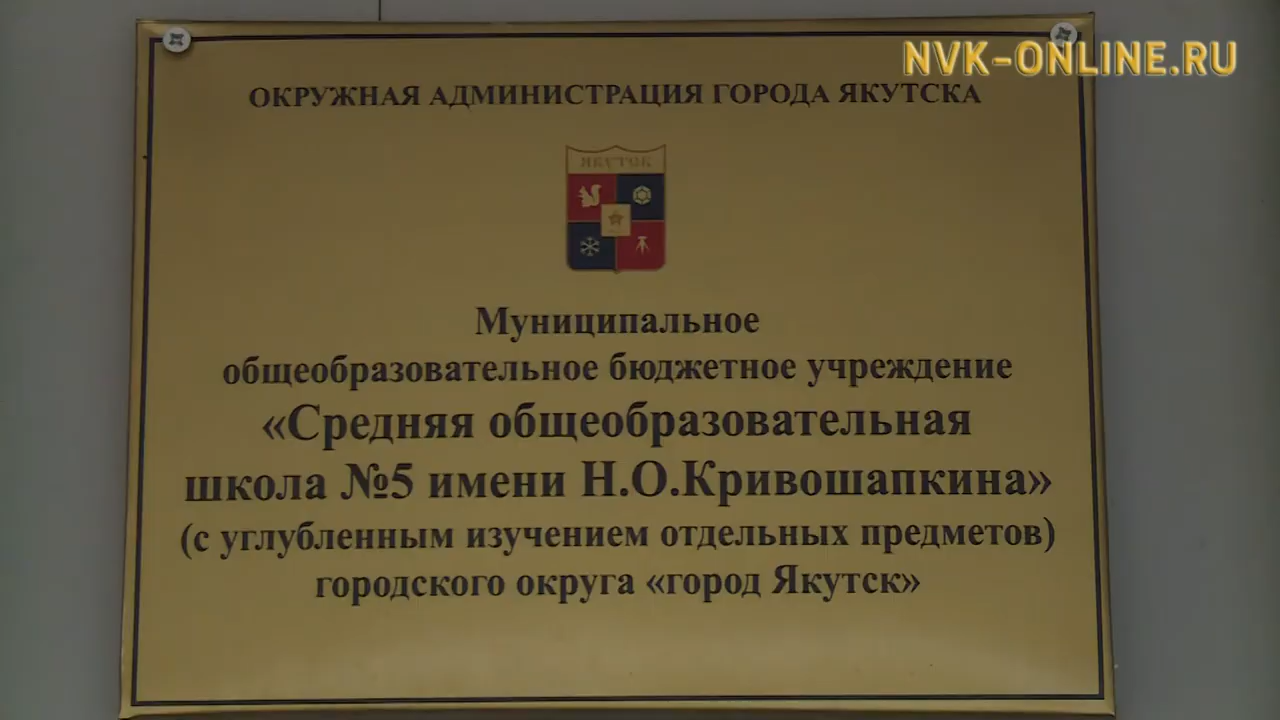 NVK-ONLINE.RU
ОКРУЖНАЯ АДМИНИСТРАЦИЯ ГОРОДА ЯКУТСКА
ЯКУТСК
Муниципальное
общеобразовательное бюджетное учреждение
«Средняя общеобразовательная
школа №5 имени Н.О.Кривошапкина»
(с углубленным изучением отдельных предметов)
городского округа «город Якутск»